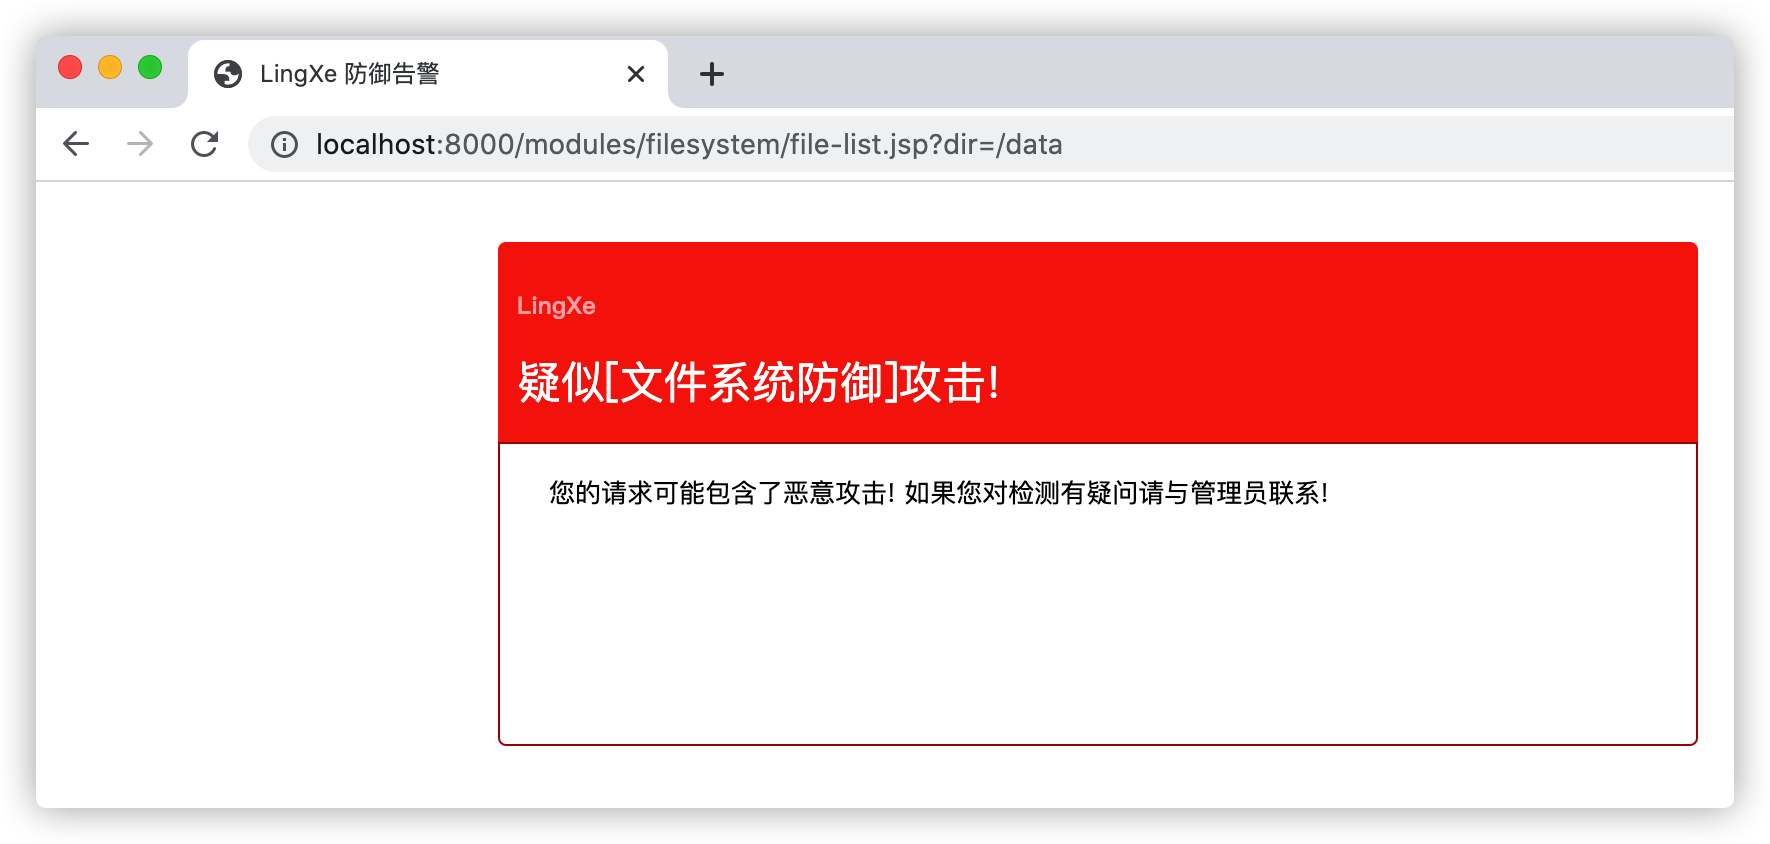 LingXe 防御告警
localhost:8000/modules/filesystem/file-list.jsp?dir=/data
LingXe
疑似[文件系统防御]攻击!
您的请求可能包含了恶意攻击! 如果您对检测有疑问请与管理员联系!